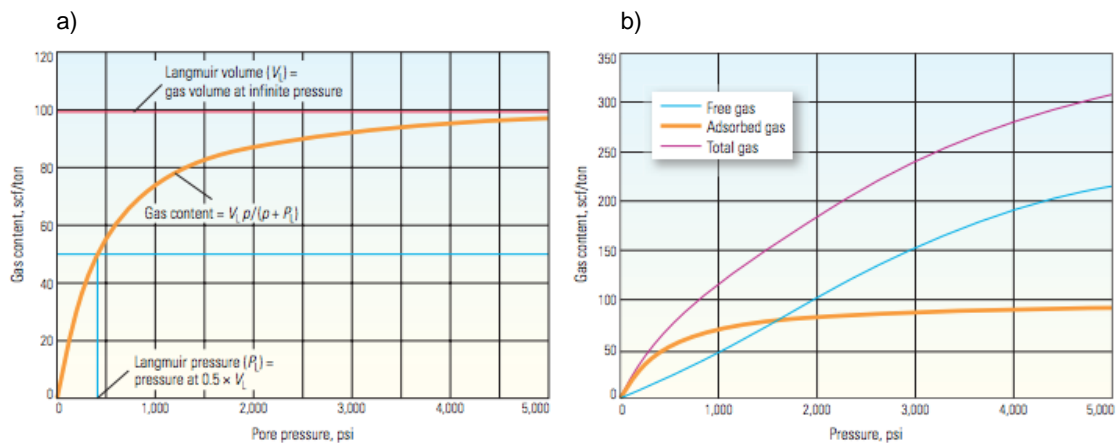 a)
120
100
80
60
40
20
0
Gas content, scf/ton
Langmuir volume (V_L) =
gas volume at infinite pressure
Gas content = V_L p/(p + P_L)
Langmuir pressure (P_L) =
pressure at 0.5 × V_L
0 1,000 2,000 3,000 4,000 5,000
Pore pressure, psi
b)
350
300
250
200
150
100
50
0
Gas content, scf/ton
Free gas
Adsorbed gas
Total gas
0 1,000 2,000 3,000 4,000 5,000
Pressure, psi